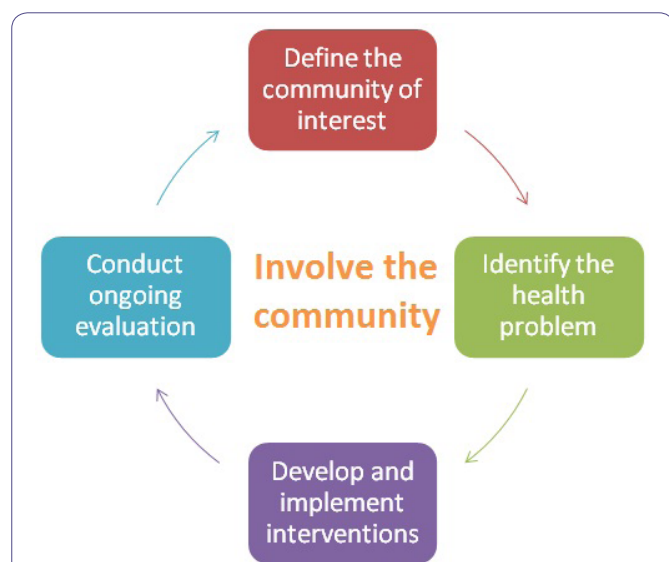 Define the
community of
interest
Identify the
health
problem
Develop and
implement
interventions
Conduct
ongoing
evaluation
Involve the
community